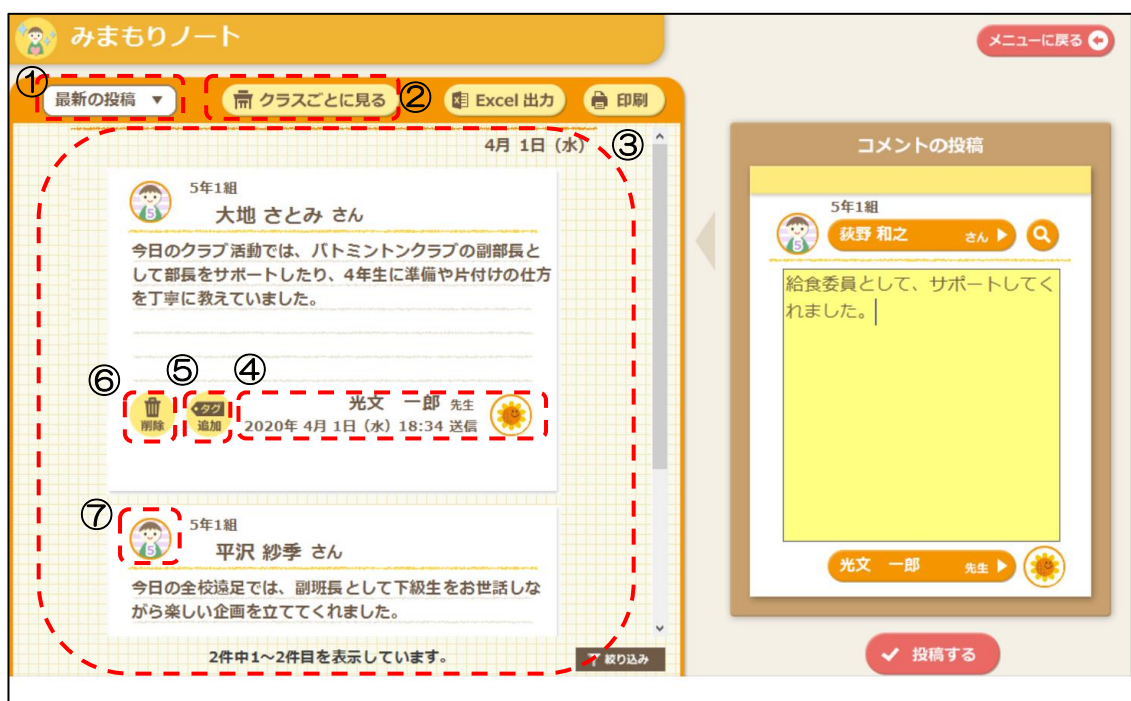 みまもりノート
メニューに戻る
①
最新の投稿 ▼
クラスごとに見る
②
Excel 出力
印刷
4月 1日（水）
③
5年1組
5
大地 さとみ さん
今日のクラブ活動では、バトミントンクラブの副部長と
して部長をサポートしたり、4年生に準備や片付けの仕方
を丁寧に教えていました。
⑥
⑤
④
削除
タグ
追加
光文 一郎 先生
2020年 4月 1日（水）18:34 送信
⑦
5年1組
5
平沢 紗季 さん
今日の全校遠足では、副班長として下級生をお世話しな
がら楽しい企画を立ててくれました。
2件中1～2件目を表示しています。
絞り込み
コメントの投稿
5年1組
5
荻野 和之 さん
給食委員として、サポートしてく
れました。
光文 一郎 先生
投稿する